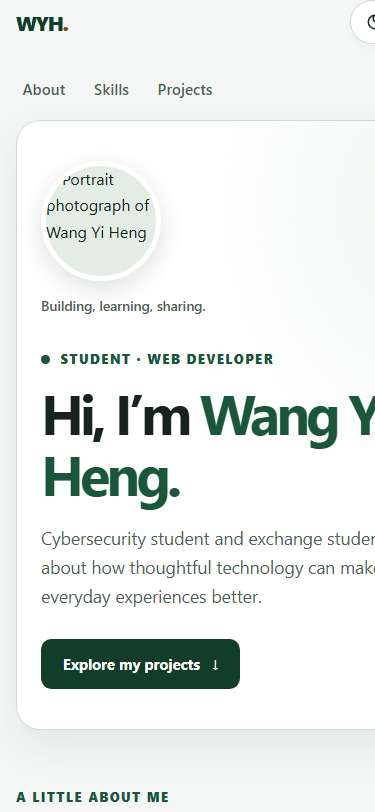 WYH.
About Skills Projects
Portrait
photograph of
Wang Yi Heng
Building, learning, sharing.
STUDENT · WEB DEVELOPER
Hi, I’m Wang Y
Heng.
Cybersecurity student and exchange studen
about how thoughtful technology can make
everyday experiences better.
Explore my projects ↓
A LITTLE ABOUT ME